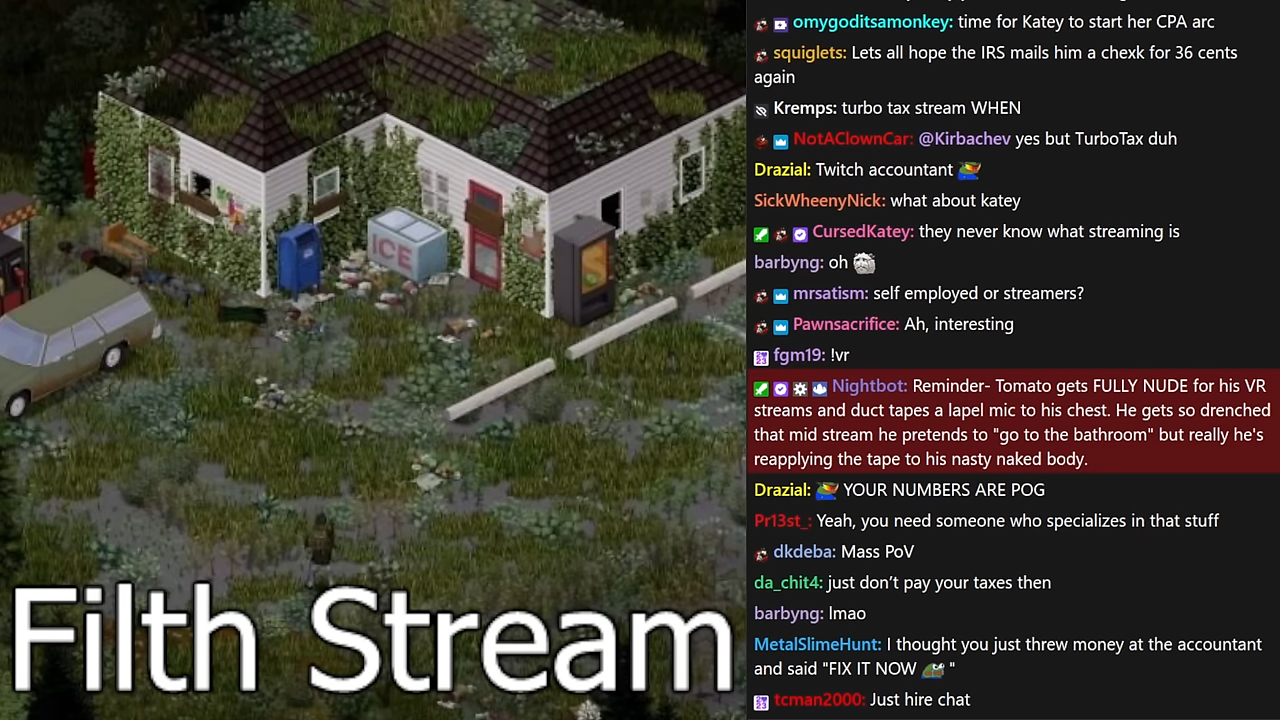 omygoditsamonkey: time for Katey to start her CPA arc
squiglets: Lets all hope the IRS mails him a chexk for 36 cents
again
Kremps: turbo tax stream WHEN
NotAClownCar: @Kirbachev yes but TurboTax duh
Drazial: Twitch accountant
SickWheenyNick: what about katey
CursedKatey: they never know what streaming is
barbyng: oh
mrsatism: self employed or streamers?
Pawnsacrifice: Ah, interesting
fgm19: !vr
Nightbot: Reminder- Tomato gets FULLY NUDE for his VR
streams and duct tapes a lapel mic to his chest. He gets so drenched
that mid stream he pretends to "go to the bathroom" but really he's
reapplying the tape to his nasty naked body.
Drazial: YOUR NUMBERS ARE POG
Pr13st_: Yeah, you need someone who specializes in that stuff
dkdeba: Mass PoV
da_chit4: just don’t pay your taxes then
barbyng: lmao
MetalSlimeHunt: I thought you just threw money at the accountant
and said "FIX IT NOW "
tcman2000: Just hire chat
ICE
Filth Stream